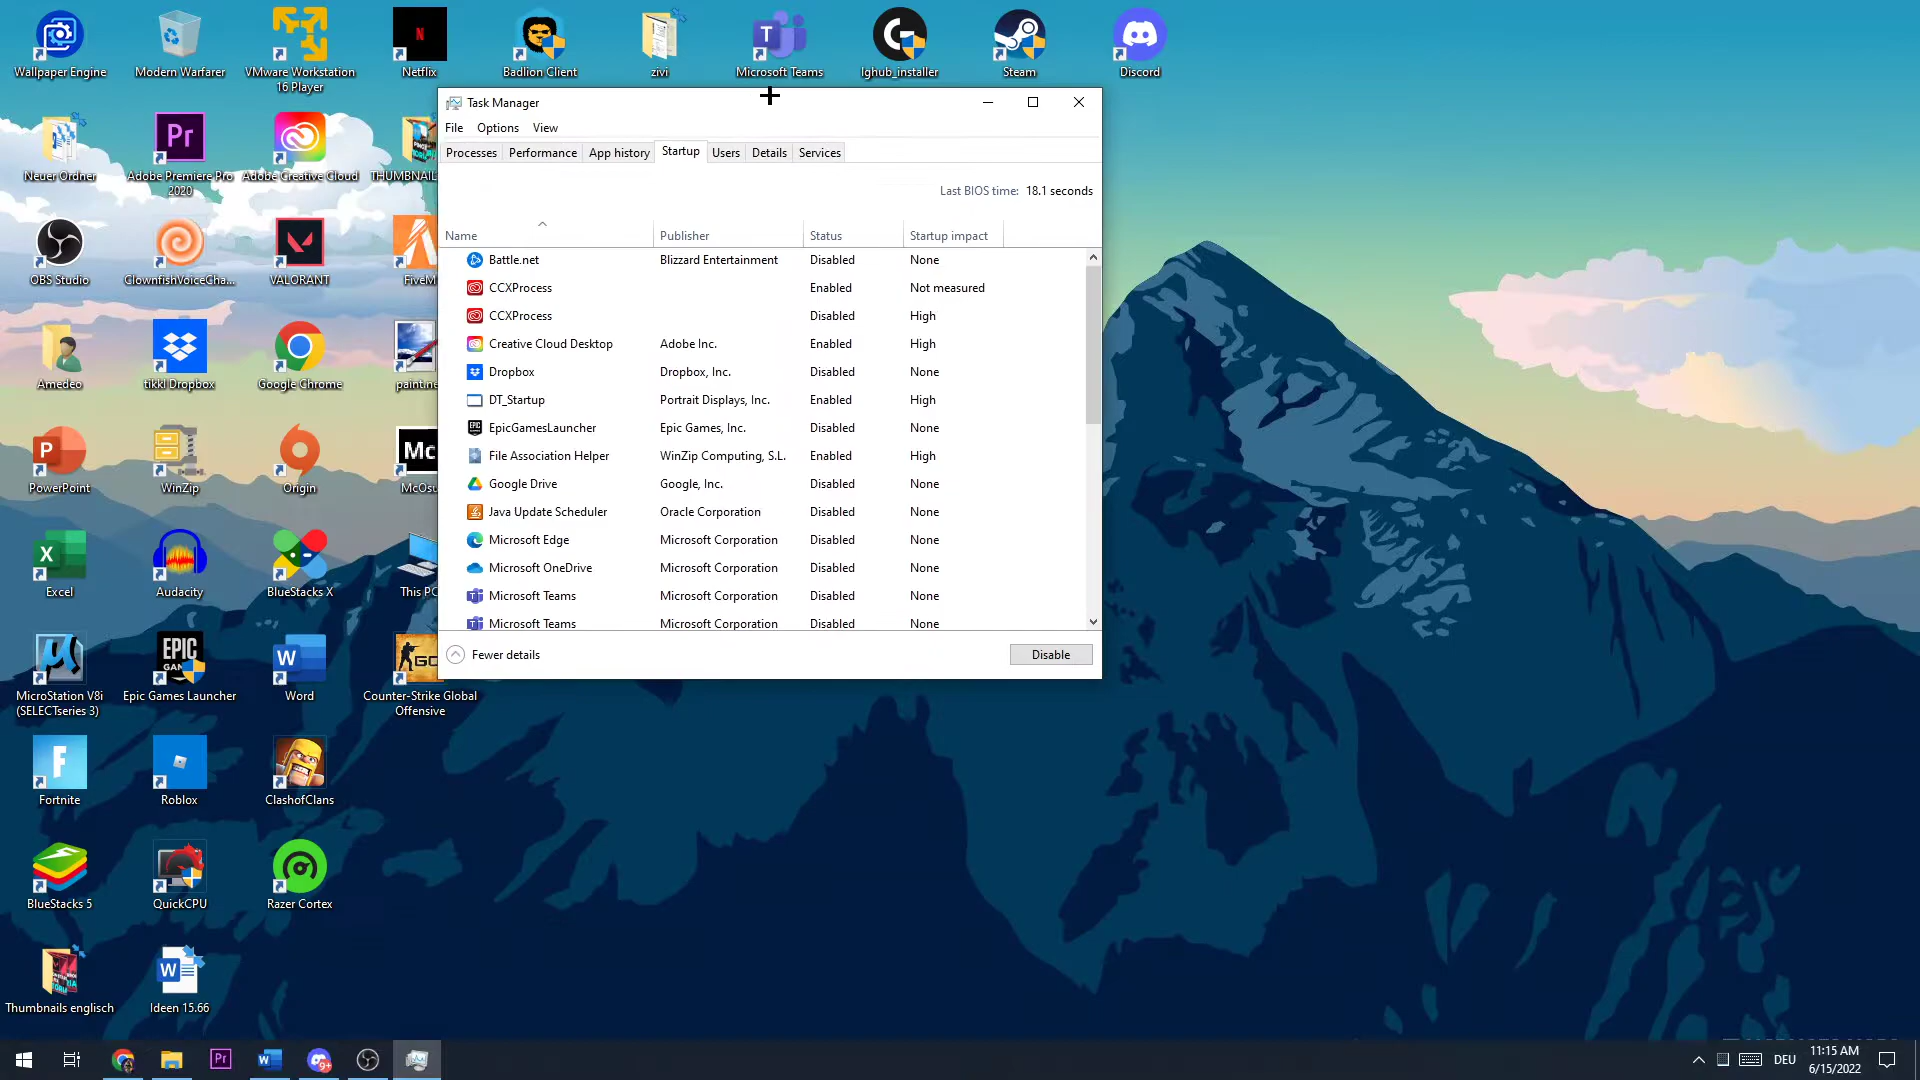 Wallpaper Engine
Modern Warfarer
VMware Workstation
16 Player
N
Netflix
Badlion Client
zivi
T
Microsoft Teams
G
lghub_installer
Steam
Discord
Neuer Ordner
Pr
Adobe Premiere Pro
2020
Adobe Creative Cloud
THUMBNAIL
OBS Studio
ClownfishVoiceCha...
VALORANT
FiveM
Amedeo
tikkl Dropbox
Google Chrome
paintne
P
PowerPoint
WinZip
Origin
Mc
McOsu
X
Excel
Audacity
BlueStacks X
This PC
MicroStation V8i
(SELECTseries 3)
EPIC
Epic Games Launcher
W
Word
GO
Counter-Strike Global
Offensive
F
Fortnite
Roblox
ClashofClans
BlueStacks 5
QuickCPU
Razer Cortex
Thumbnails englisch
W
Ideen 15.66
Task Manager
File Options View
Processes Performance App history Startup Users Details Services
Last BIOS time: 18.1 seconds
Name Publisher Status Startup impact
Battle.net Blizzard Entertainment Disabled None
CCXProcess Enabled Not measured
CCXProcess Disabled High
Creative Cloud Desktop Adobe Inc. Enabled High
Dropbox Dropbox, Inc. Disabled None
DT_Startup Portrait Displays, Inc. Enabled High
EpicGamesLauncher Epic Games, Inc. Disabled None
File Association Helper WinZip Computing, S.L. Enabled High
Google Drive Google, Inc. Disabled None
Java Update Scheduler Oracle Corporation Disabled None
Microsoft Edge Microsoft Corporation Disabled None
Microsoft OneDrive Microsoft Corporation Disabled None
Microsoft Teams Microsoft Corporation Disabled None
Microsoft Teams Microsoft Corporation Disabled None
Fewer details
Disable
Pr
W
9+
DEU
11:15 AM
6/15/2022